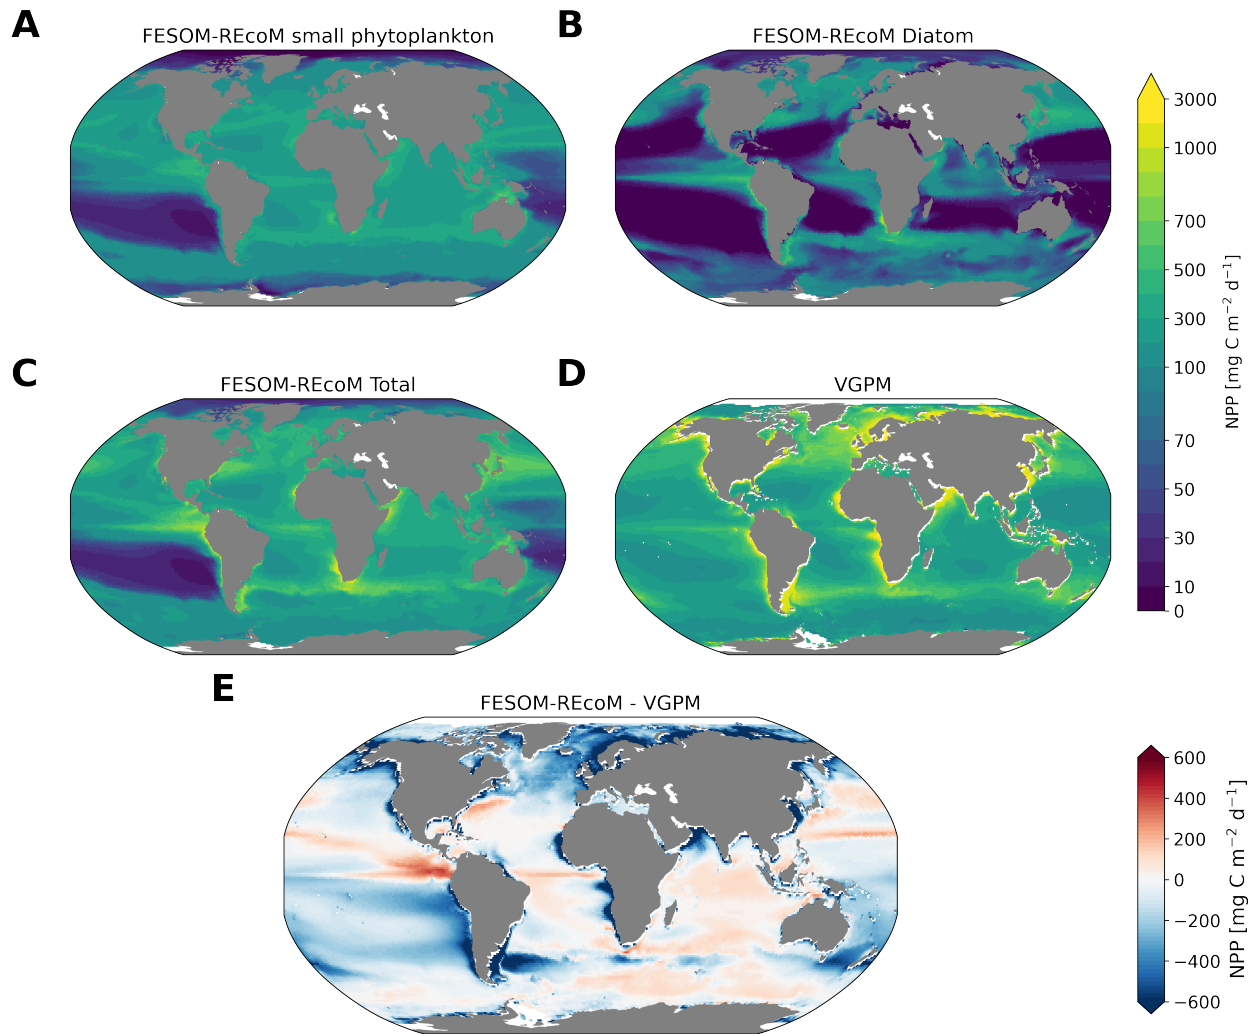 A
FESOM-REcoM small phytoplankton
B
FESOM-REcoM Diatom
3000
1000
700
500
300
100
70
50
30
10
0
NPP [mg C m⁻² d⁻¹]
C
FESOM-REcoM Total
D
VGPM
E
FESOM-REcoM - VGPM
600
400
200
0
−200
−400
−600
NPP [mg C m⁻² d⁻¹]